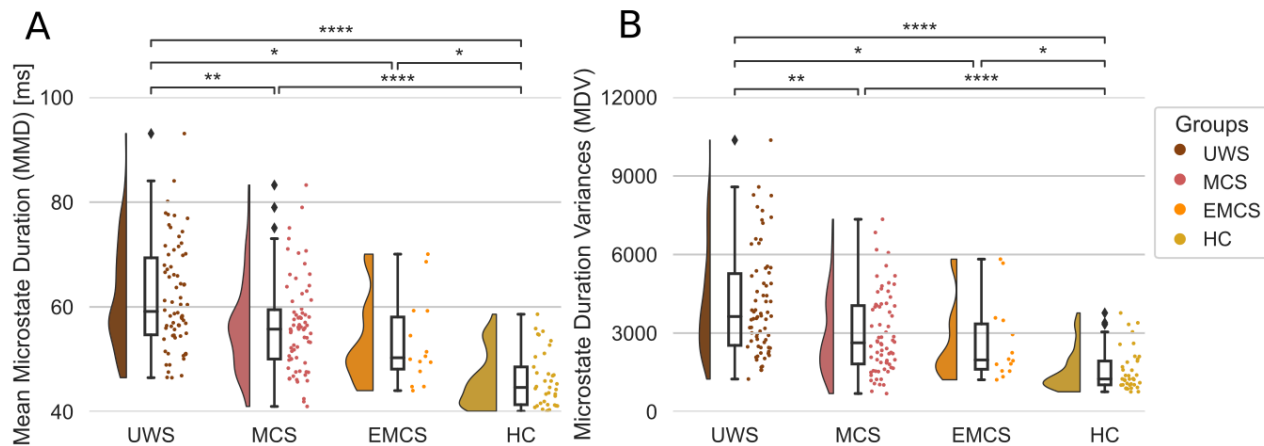 A
B
****
****
*
*
*
*
**
****
**
****
Mean Microstate Duration (MMD) [ms]
100
80
60
40
UWS
MCS
EMCS
HC
Microstate Duration Variances (MDV)
12000
9000
6000
3000
0
UWS
MCS
EMCS
HC
Groups
UWS
MCS
EMCS
HC